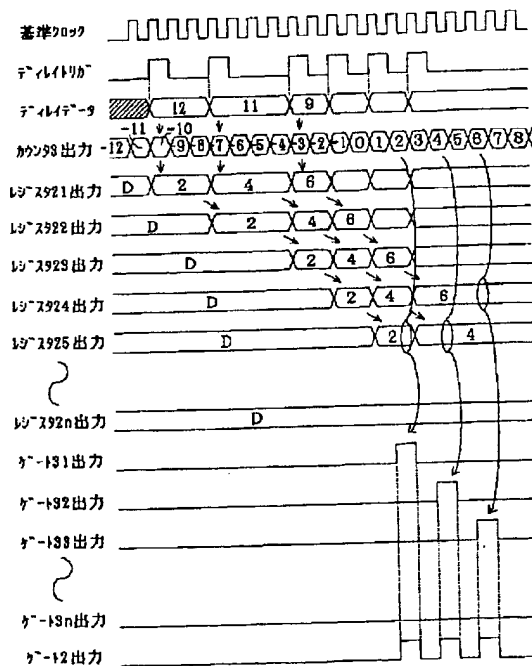 基準クロック
ディレイトリガ
ディレイデータ 12 11 9
-11 -10
カウンタ3出力 -12 9 -8 -7 -6 -5 -4 -3 -2 -1 0 1 2 3 4 5 6 7 8
レジスタ21出力 D 2 4 6
レジスタ22出力 D 2 4 6
レジスタ23出力 D 2 4 6
レジスタ24出力 D 2 4 6
レジスタ25出力 D 2 4
レジスタ2n出力 D
ゲート31出力
ゲート32出力
ゲート33出力
ゲート3n出力
ゲート2出力